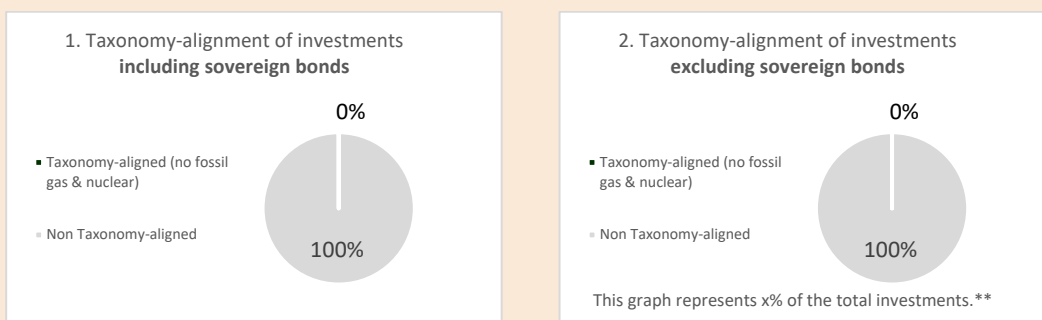 1. Taxonomy-alignment of investments
including sovereign bonds
0%
Taxonomy-aligned (no fossil
gas & nuclear)
Non Taxonomy-aligned
100%
2. Taxonomy-alignment of investments
excluding sovereign bonds
0%
Taxonomy-aligned (no fossil
gas & nuclear)
Non Taxonomy-aligned
100%
This graph represents x% of the total investments.**